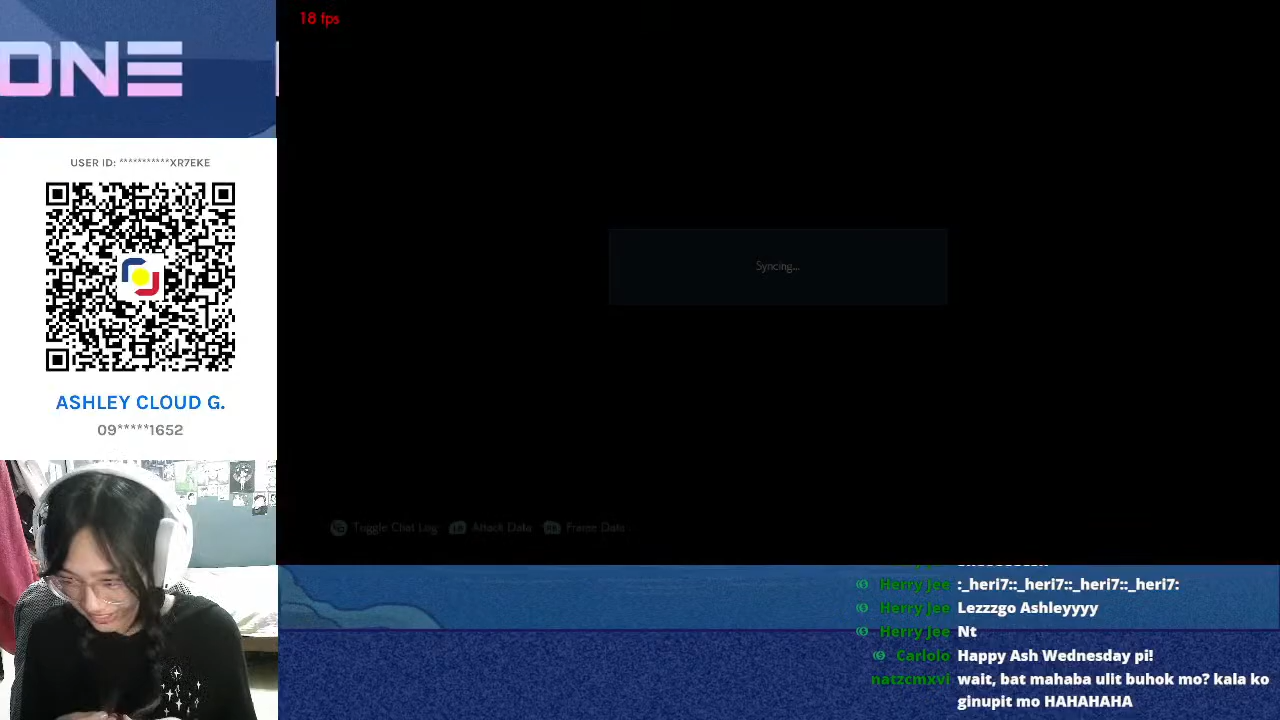 18 fps
ONE
USER ID: ***********XR7EKE
ASHLEY CLOUD G.
09*****1652
Syncing...
Toggle Chat Log
Attack Data
Frame Data
Herry Jee :_heri7::_heri7::_heri7::_heri7:
Herry Jee Lezzzgo Ashleyyyy
Herry Jee Nt
Carlolo Happy Ash Wednesday pi!
natzcmxvi wait, bat mahaba ulit buhok mo? kala ko
ginupit mo HAHAHAHA